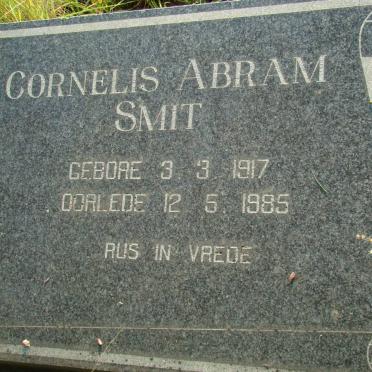 CORNELIS ABRAM
SMIT
GEBORE 3 3 1917
OORLEDE 12 5 1985
RUS IN VREDE